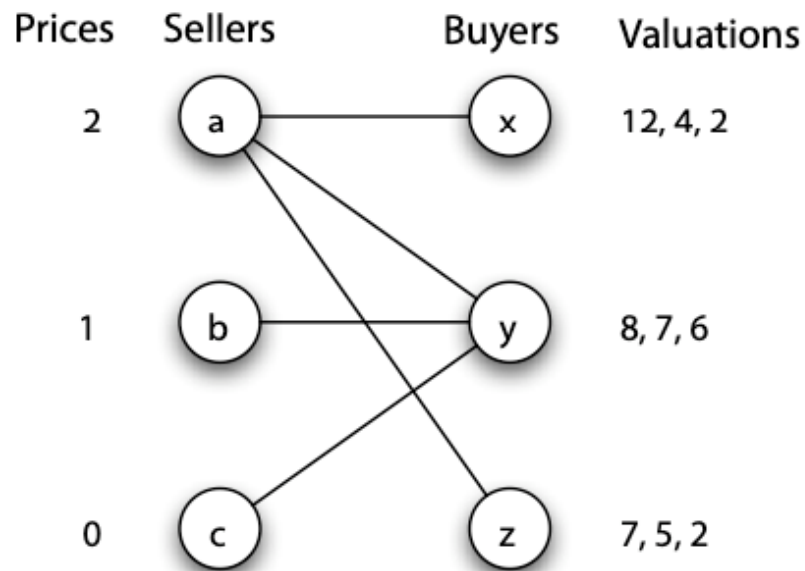 Prices Sellers Buyers Valuations
2 a x 12, 4, 2
1 b y 8, 7, 6
0 c z 7, 5, 2